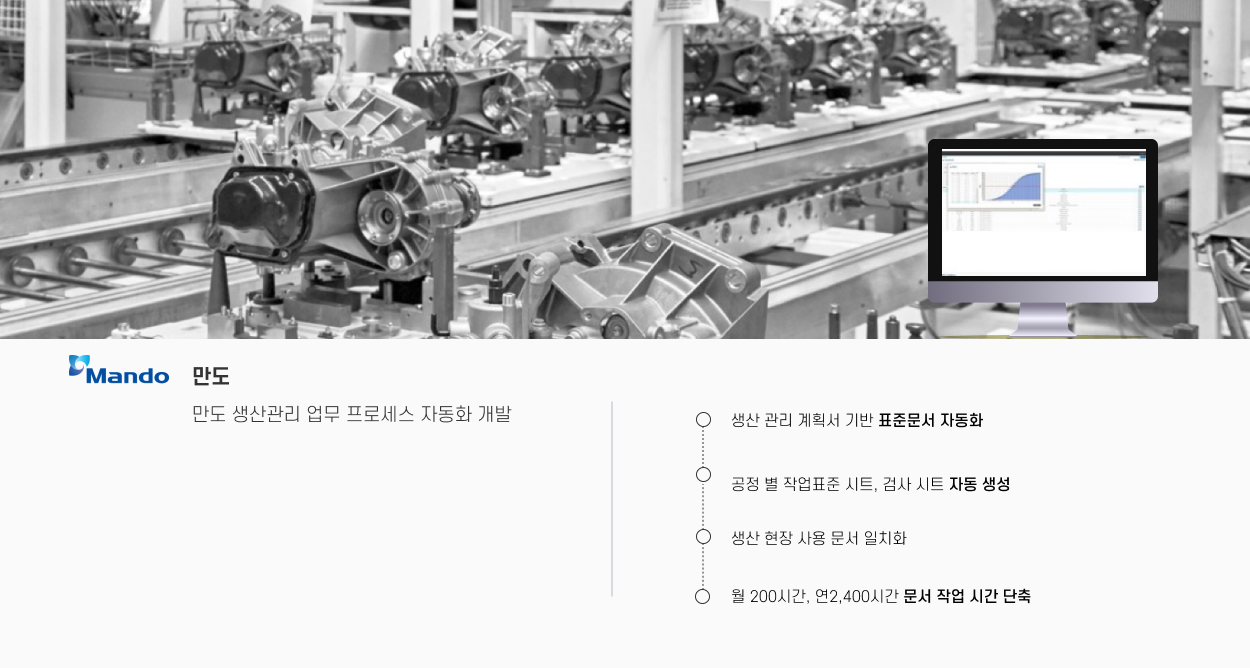 Mando
만도
만도 생산관리 업무 프로세스 자동화 개발
생산 관리 계획서 기반 표준문서 자동화
공정 별 작업표준 시트, 검사 시트 자동 생성
생산 현장 사용 문서 일치화
월 200시간, 연2,400시간 문서 작업 시간 단축